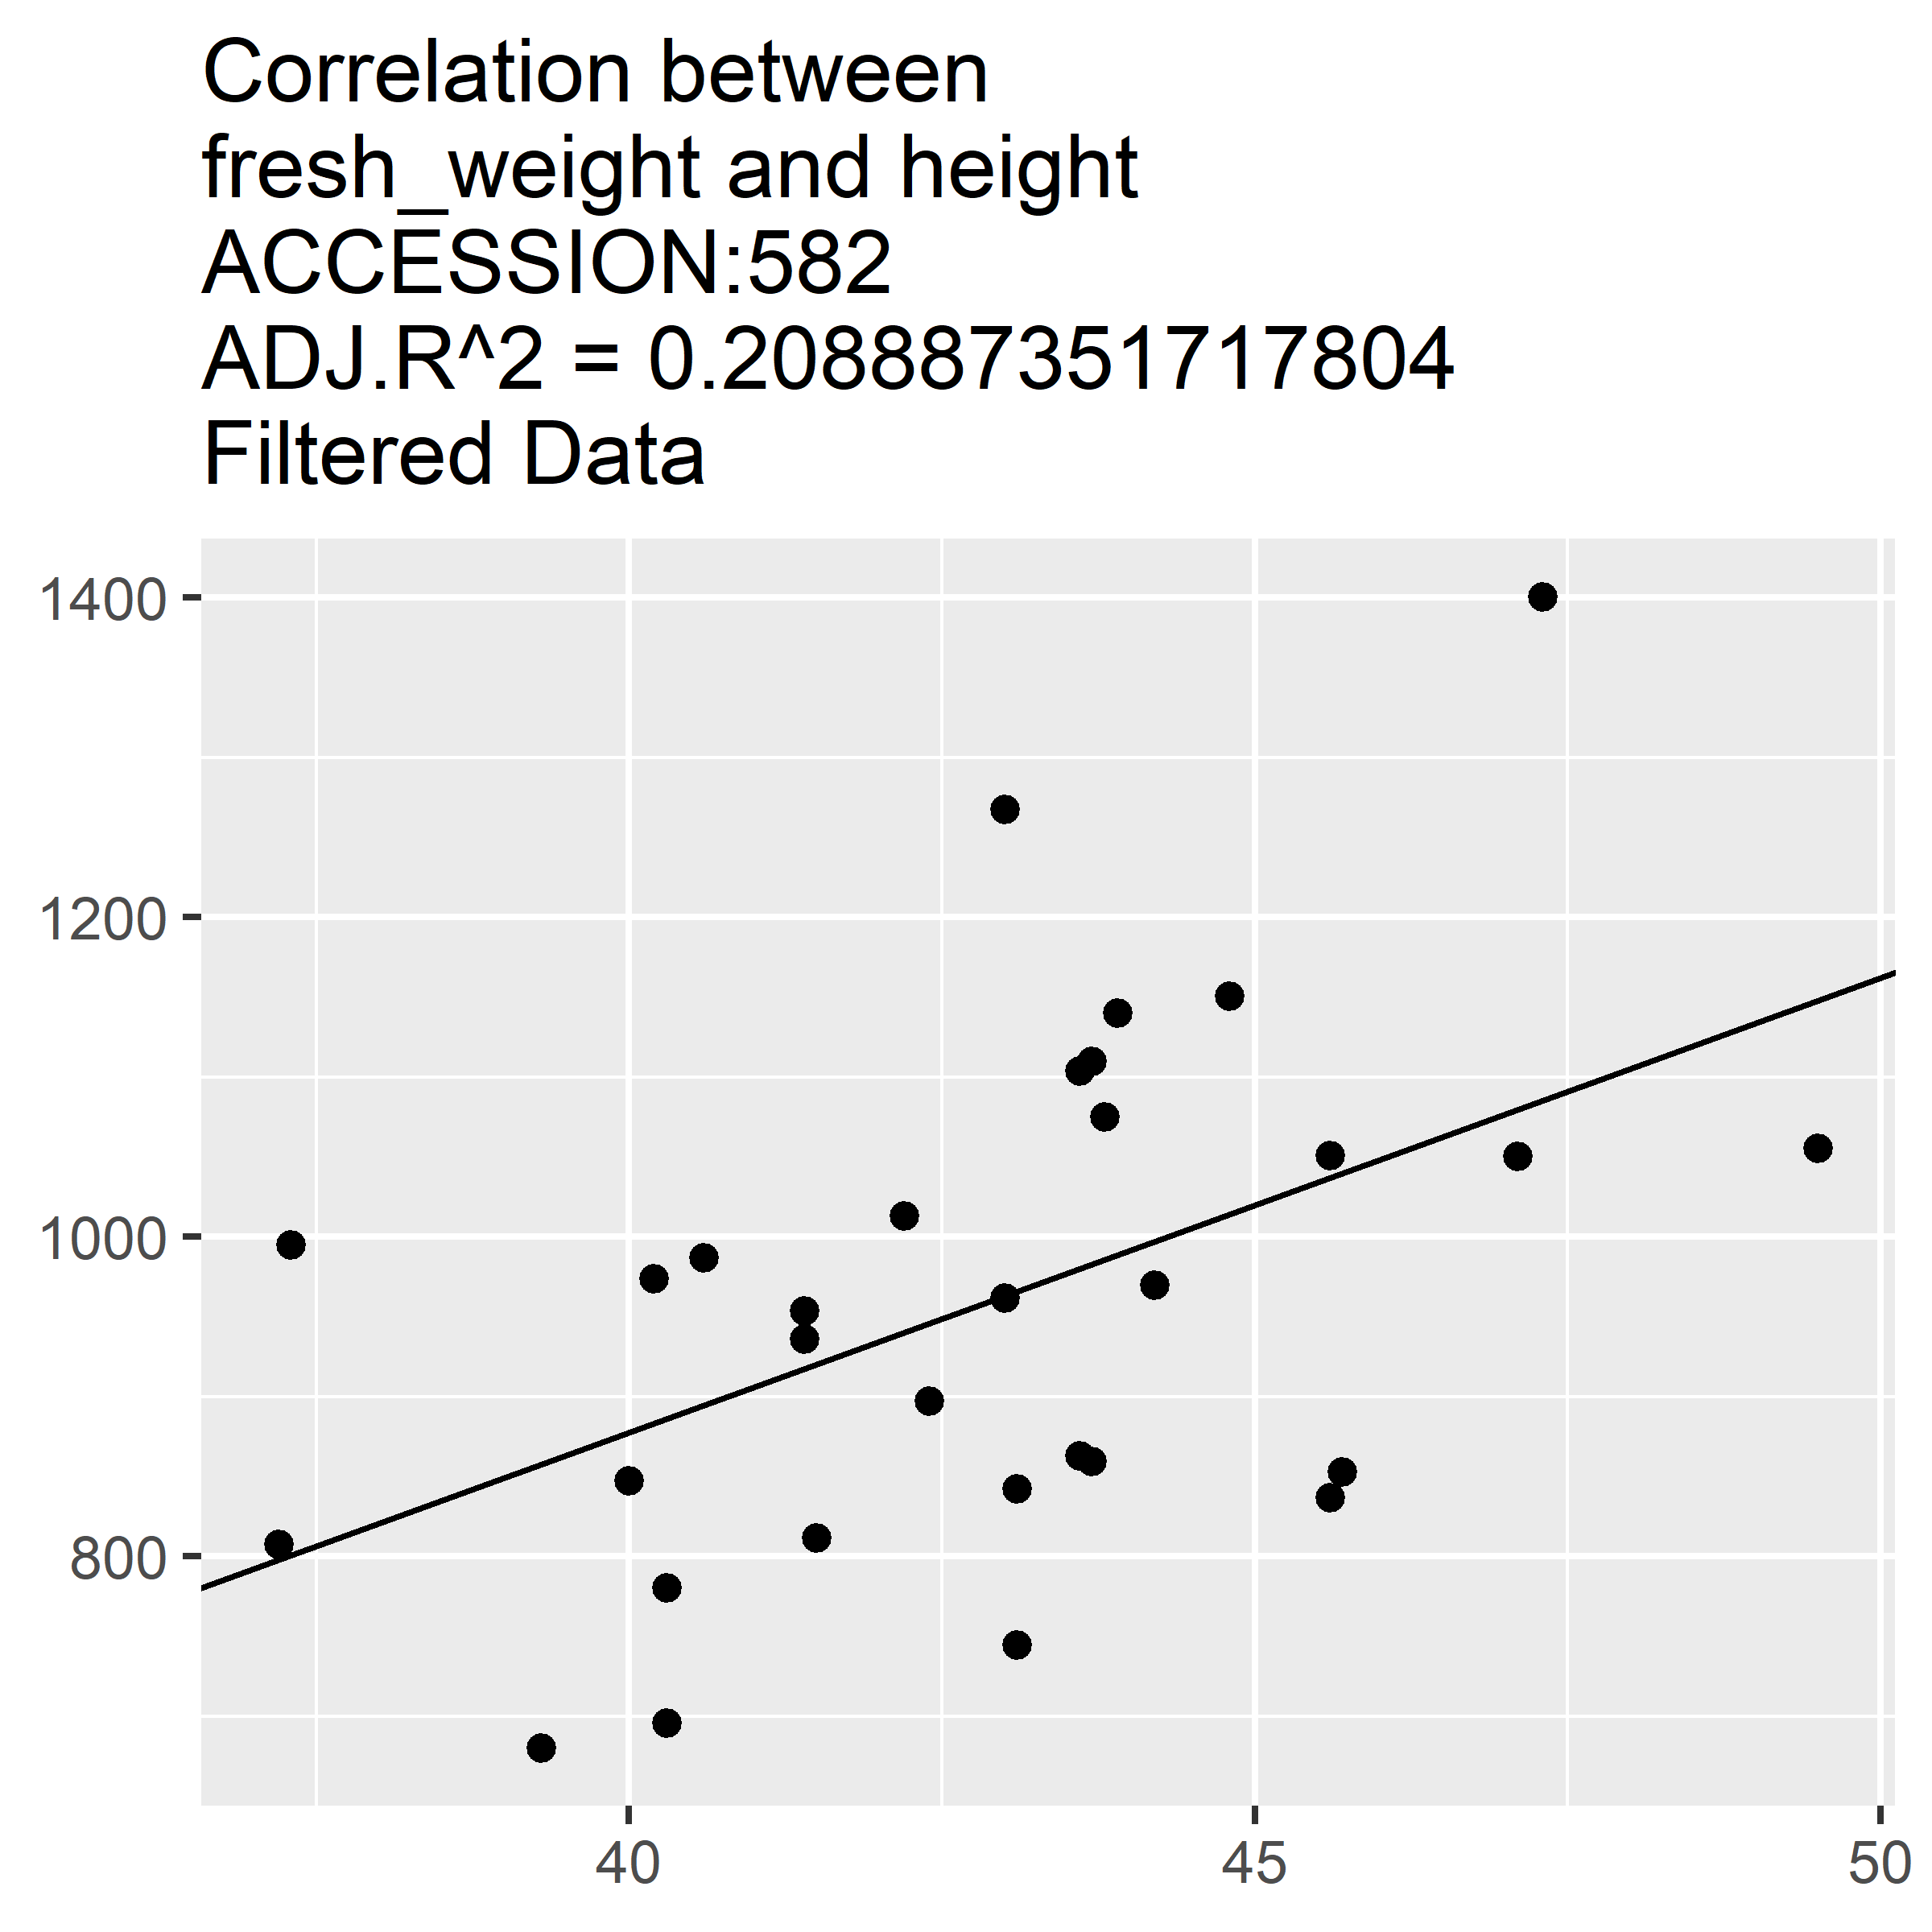 Correlation between
fresh_weight and height
ACCESSION:582
ADJ.R^2 = 0.208887351717804
Filtered Data
1400
1200
1000
800
40 45 50